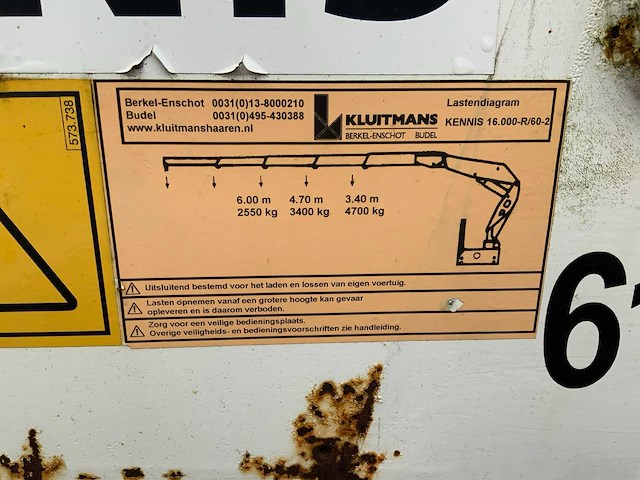 NIS
573.738
Berkel-Enschot 0031(0)13-8000210
Budel 0031(0)495-430388
www.kluitmanshaaren.nl
KLUITMANS
BERKEL-ENSCHOT BUDEL
Lastendiagram
KENNIS 16.000-R/60-2
6.00 m 4.70 m 3.40 m
2550 kg 3400 kg 4700 kg
Uitsluitend bestemd voor het laden en lossen van eigen voertuig.
Lasten opnemen vanaf een grotere hoogte kan gevaar
opleveren en is daarom verboden.
Zorg voor een veilige bedieningsplaats.
Overige veiligheids- en bedieningsvoorschriften zie handleiding.
6